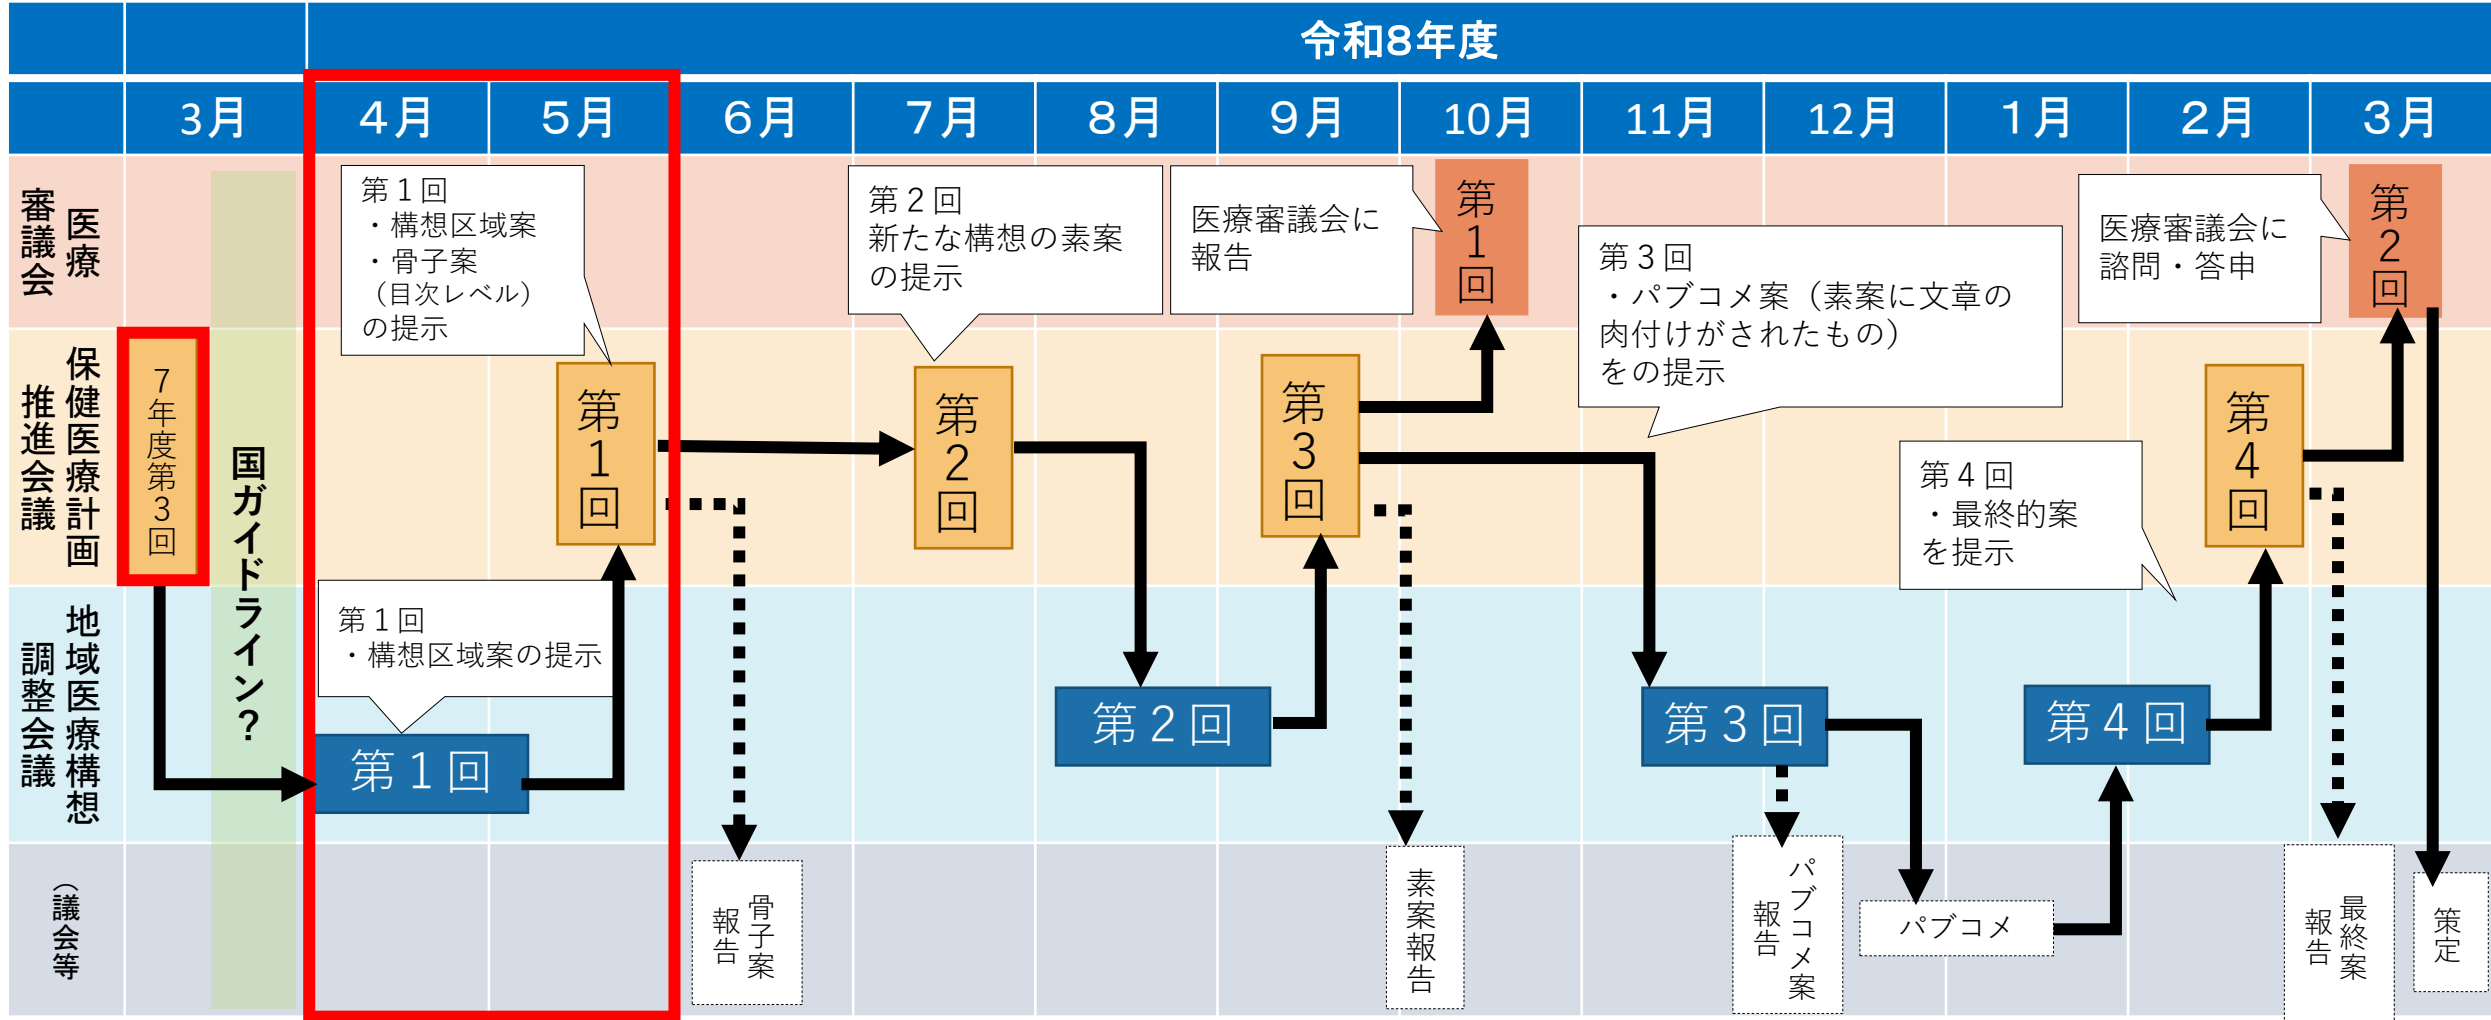 令和8年度
3月
４月
５月
６月
７月
８月
９月
10月
11月
12月
１月
２月
３月
医療
審議会
第１回
・構想区域案
・骨子案
（目次レベル）
の提示
第２回
新たな構想の素案
の提示
医療審議会に
報告
第1回
第３回
・パブコメ案（素案に文章の
肉付けがされたもの）
をの提示
医療審議会に
諮問・答申
第2回
保健医療計画
推進会議
７年度第３回
国ガイドライン？
第1回
第2回
第3回
第４回
・最終的案
を提示
第4回
地域医療構想
調整会議
第１回
・構想区域案の提示
第１回
第２回
第３回
第４回
（議会等
骨子案
報告
素案報告
パブコメ案
報告
パブコメ
最終案
報告
策定